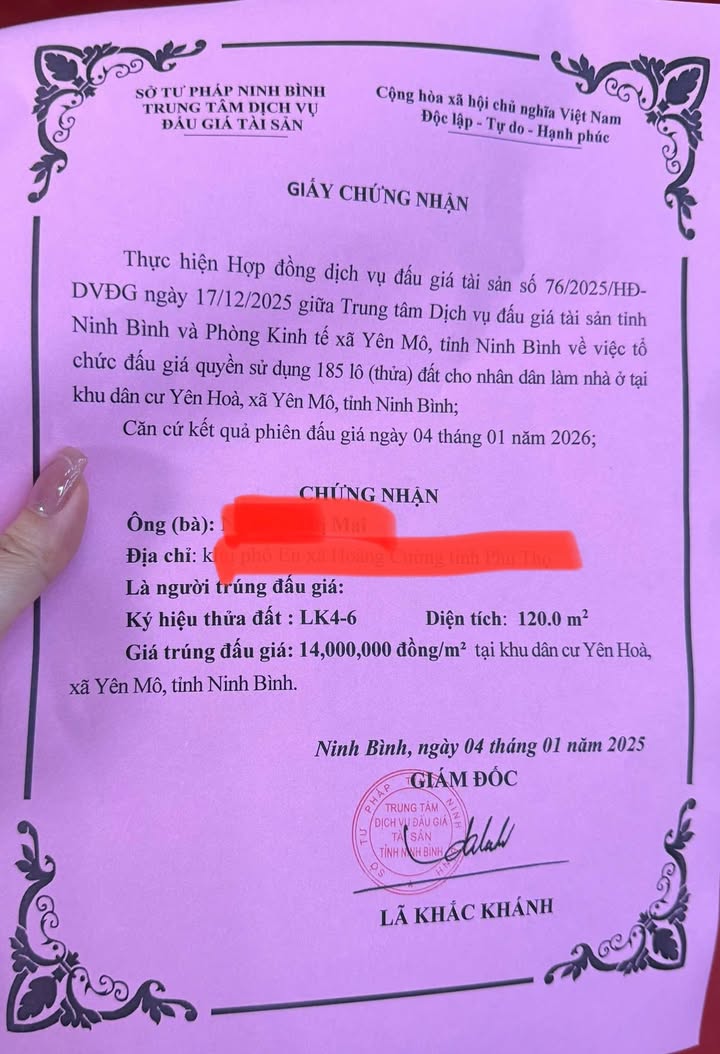 SỞ TƯ PHÁP NINH BÌNH
TRUNG TÂM DỊCH VỤ
ĐẤU GIÁ TÀI SẢN
Cộng hòa xã hội chủ nghĩa Việt Nam
Độc lập - Tự do - Hạnh phúc
GIẤY CHỨNG NHẬN
Thực hiện Hợp đồng dịch vụ đấu giá tài sản số 76/2025/HĐ-
DVĐG ngày 17/12/2025 giữa Trung tâm Dịch vụ đấu giá tài sản tỉnh
Ninh Bình và Phòng Kinh tế xã Yên Mô, tỉnh Ninh Bình về việc tổ
chức đấu giá quyền sử dụng 185 lô (thửa) đất cho nhân dân làm nhà ở tại
khu dân cư Yên Hoà, xã Yên Mô, tỉnh Ninh Bình;
Căn cứ kết quả phiên đấu giá ngày 04 tháng 01 năm 2026;
CHỨNG NHẬN
Ông (bà):
Địa chỉ:
Là người trúng đấu giá:
Ký hiệu thửa đất : LK4-6 Diện tích: 120.0 m²
Giá trúng đấu giá: 14,000,000 đồng/m² tại khu dân cư Yên Hoà,
xã Yên Mô, tỉnh Ninh Bình.
Ninh Bình, ngày 04 tháng 01 năm 2025
GIÁM ĐỐC
TRUNG TÂM
DỊCH VỤ ĐẤU GIÁ
TÀI SẢN
TỈNH NINH BÌNH
LÃ KHẮC KHÁNH